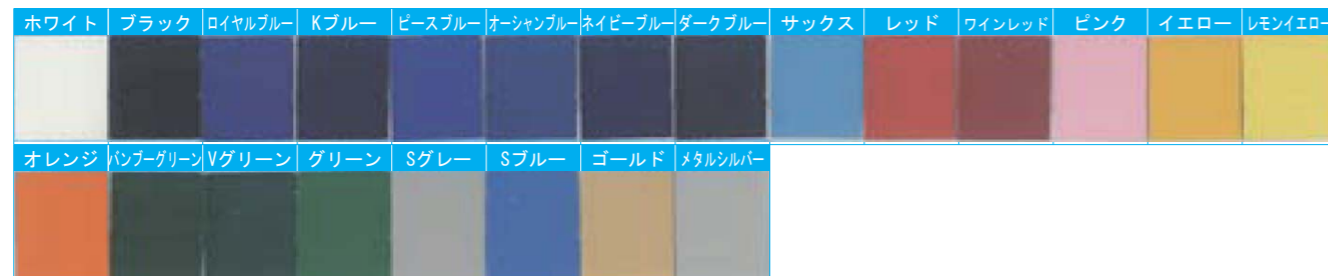 ホワイト ブラック ロイヤルブルー Kブルー ピースブルー オーシャンブルー ネイビーブルー ダークブルー サックス レッド ワインレッド ピンク イエロー レモンイエロー
オレンジ バンブーグリーン Vグリーン グリーン Sグレー Sブルー ゴールド メタルシルバー